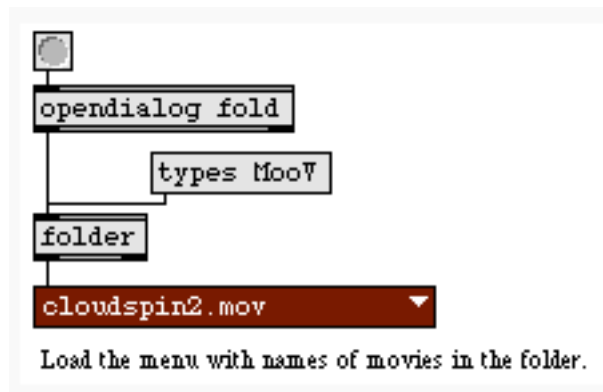 opendialog fold
types MooV
folder
cloudspin2.mov
Load the menu with names of movies in the folder.